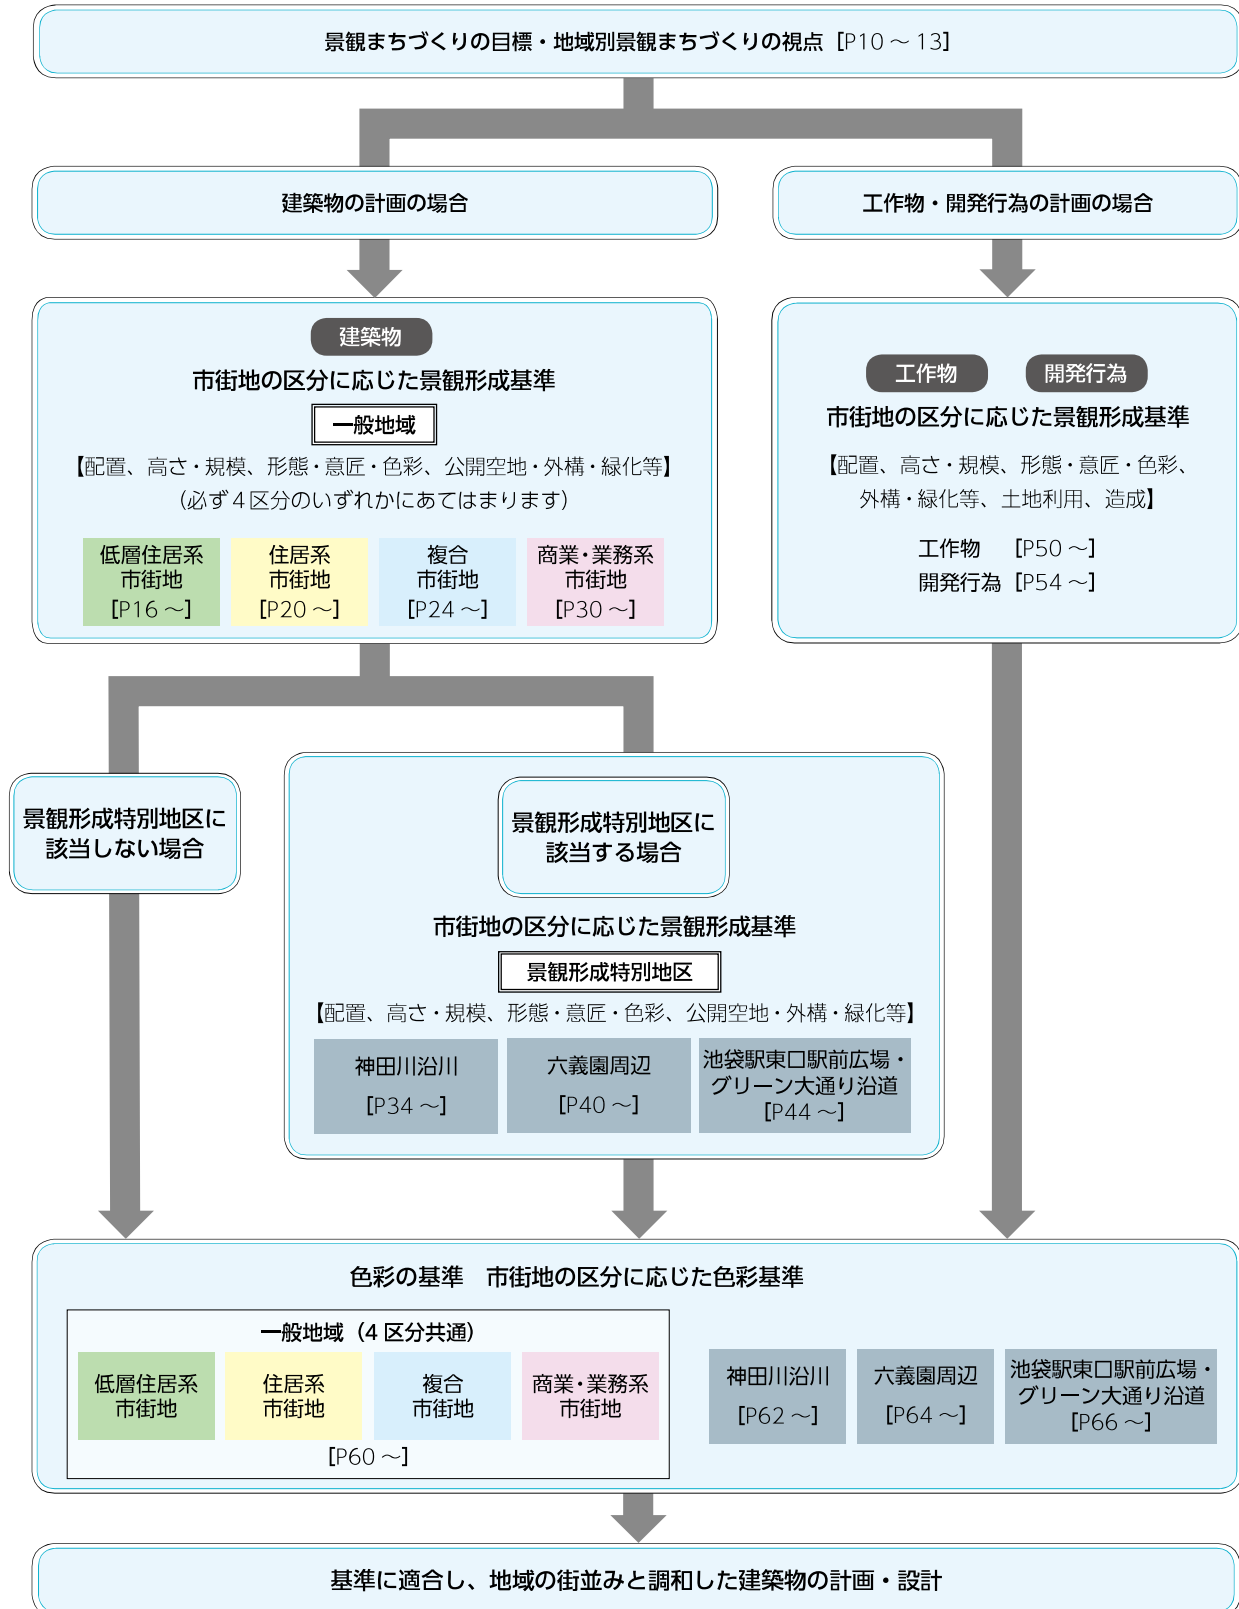 景観まちづくりの目標・地域別景観まちづくりの視点［P10～13］
建築物の計画の場合
工作物・開発行為の計画の場合
建築物
市街地の区分に応じた景観形成基準
一般地域
【配置、高さ・規模、形態・意匠・色彩、公開空地・外構・緑化等】
（必ず４区分のいずれかにあてはまります）
低層住居系
市街地
［P16～］
住居系
市街地
［P20～］
複合
市街地
［P24～］
商業・業務系
市街地
［P30～］
工作物
開発行為
市街地の区分に応じた景観形成基準
【配置、高さ・規模、形態・意匠・色彩、
外構・緑化等、土地利用、造成】
工作物　［P50～］
開発行為［P54～］
景観形成特別地区に
該当しない場合
景観形成特別地区に
該当する場合
市街地の区分に応じた景観形成基準
景観形成特別地区
【配置、高さ・規模、形態・意匠・色彩、公開空地・外構・緑化等】
神田川沿川
［P34～］
六義園周辺
［P40～］
池袋駅東口駅前広場・
グリーン大通り沿道
［P44～］
色彩の基準　市街地の区分に応じた色彩基準
一般地域（4区分共通）
低層住居系
市街地
住居系
市街地
複合
市街地
商業・業務系
市街地
［P60～］
神田川沿川
［P62～］
六義園周辺
［P64～］
池袋駅東口駅前広場・
グリーン大通り沿道
［P66～］
基準に適合し、地域の街並みと調和した建築物の計画・設計